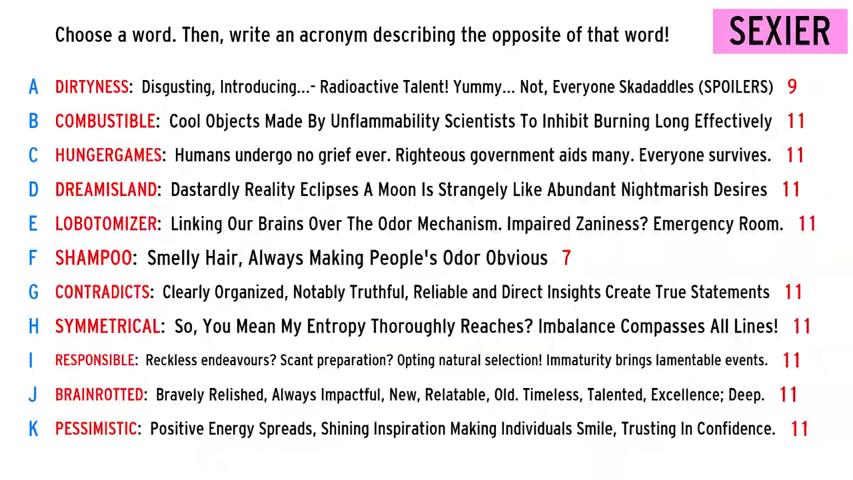 Choose a word. Then, write an acronym describing the opposite of that word!
SEXIER
A DIRTYNESS: Disgusting, Introducing...- Radioactive Talent! Yummy... Not, Everyone Skadaddles (SPOILERS) 9
B COMBUSTIBLE: Cool Objects Made By Unflammability Scientists To Inhibit Burning Long Effectively 11
C HUNGERGAMES: Humans undergo no grief ever. Righteous government aids many. Everyone survives. 11
D DREAMISLAND: Dastardly Reality Eclipses A Moon Is Strangely Like Abundant Nightmarish Desires 11
E LOBOTOMIZER: Linking Our Brains Over The Odor Mechanism. Impaired Zaniness? Emergency Room. 11
F SHAMPOO: Smelly Hair, Always Making People's Odor Obvious 7
G CONTRADICTS: Clearly Organized, Notably Truthful, Reliable and Direct Insights Create True Statements 11
H SYMMETRICAL: So, You Mean My Entropy Thoroughly Reaches? Imbalance Compasses All Lines! 11
I RESPONSIBLE: Reckless endeavours? Scant preparation? Opting natural selection! Immaturity brings lamentable events. 11
J BRAINROTTED: Bravely Relished, Always Impactful, New, Relatable, Old. Timeless, Talented, Excellence; Deep. 11
K PESSIMISTIC: Positive Energy Spreads, Shining Inspiration Making Individuals Smile, Trusting In Confidence. 11